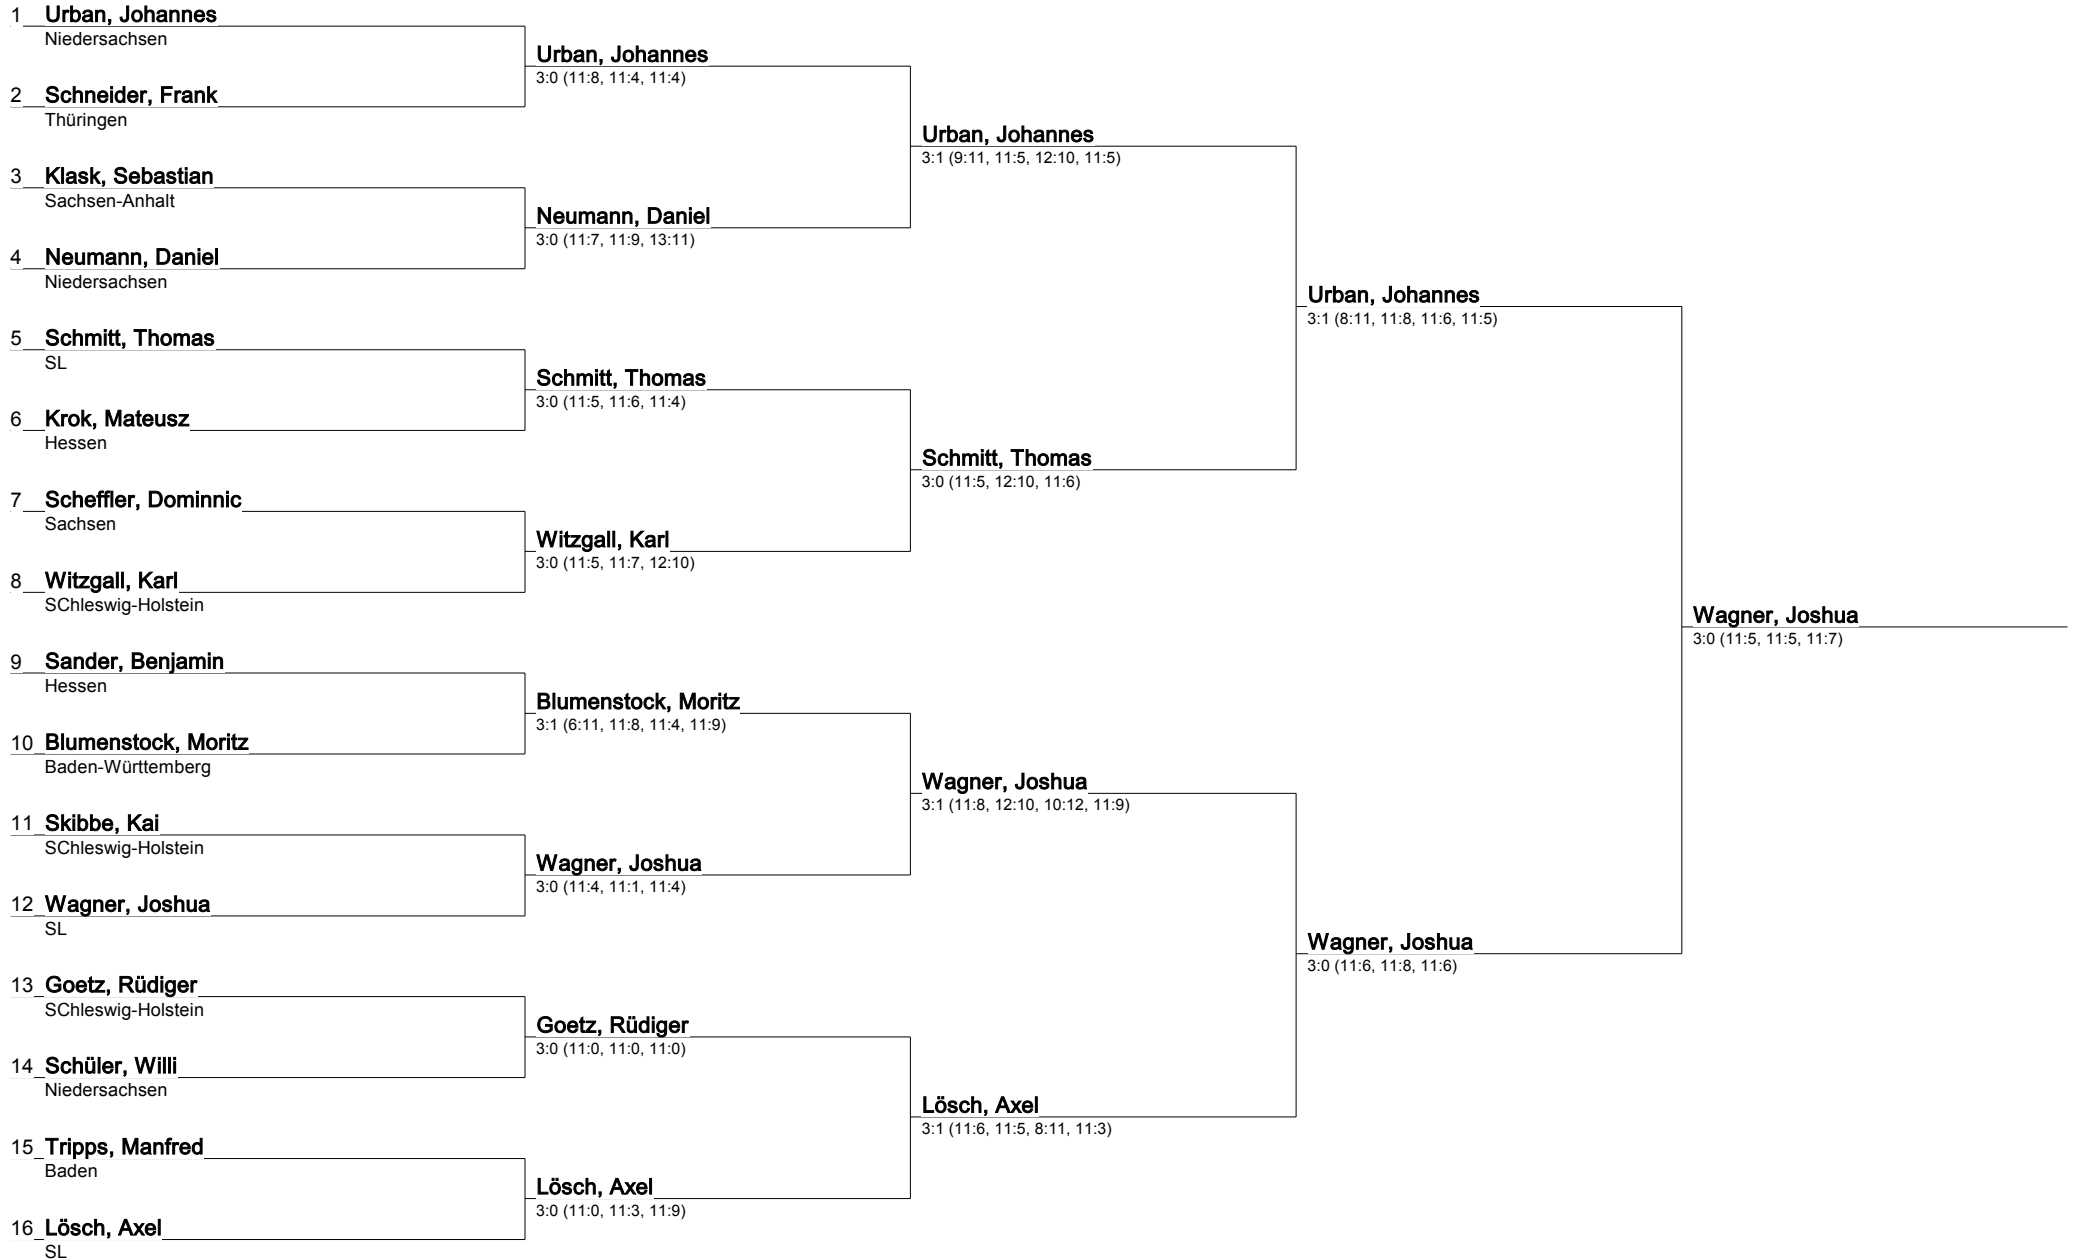 1 Urban, Johannes
Niedersachsen
2 Schneider, Frank
Thüringen
3 Klask, Sebastian
Sachsen-Anhalt
4 Neumann, Daniel
Niedersachsen
5 Schmitt, Thomas
SL
6 Krok, Mateusz
Hessen
7 Scheffler, Dominnic
Sachsen
8 Witzgall, Karl
SChleswig-Holstein
9 Sander, Benjamin
Hessen
10 Blumenstock, Moritz
Baden-Württemberg
11 Skibbe, Kai
SChleswig-Holstein
12 Wagner, Joshua
SL
13 Goetz, Rüdiger
SChleswig-Holstein
14 Schüler, Willi
Niedersachsen
15 Tripps, Manfred
Baden
16 Lösch, Axel
SL
Urban, Johannes
3:0 (11:8, 11:4, 11:4)
Neumann, Daniel
3:0 (11:7, 11:9, 13:11)
Schmitt, Thomas
3:0 (11:5, 11:6, 11:4)
Witzgall, Karl
3:0 (11:5, 11:7, 12:10)
Blumenstock, Moritz
3:1 (6:11, 11:8, 11:4, 11:9)
Wagner, Joshua
3:0 (11:4, 11:1, 11:4)
Goetz, Rüdiger
3:0 (11:0, 11:0, 11:0)
Lösch, Axel
3:0 (11:0, 11:3, 11:9)
Urban, Johannes
3:1 (9:11, 11:5, 12:10, 11:5)
Schmitt, Thomas
3:0 (11:5, 12:10, 11:6)
Wagner, Joshua
3:1 (11:8, 12:10, 10:12, 11:9)
Lösch, Axel
3:1 (11:6, 11:5, 8:11, 11:3)
Urban, Johannes
3:1 (8:11, 11:8, 11:6, 11:5)
Wagner, Joshua
3:0 (11:6, 11:8, 11:6)
Wagner, Joshua
3:0 (11:5, 11:5, 11:7)